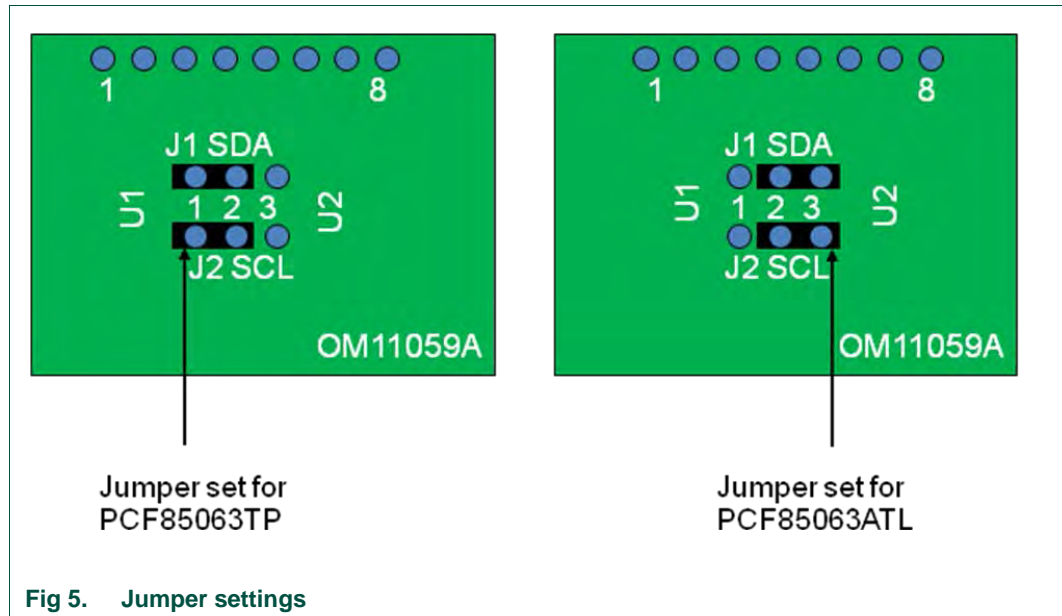 1 8
J1 SDA
U1
1 2 3
U2
J2 SCL
OM11059A
Jumper set for
PCF85063TP
1 8
J1 SDA
U1
1 2 3
U2
J2 SCL
OM11059A
Jumper set for
PCF85063ATL
Fig 5. Jumper settings